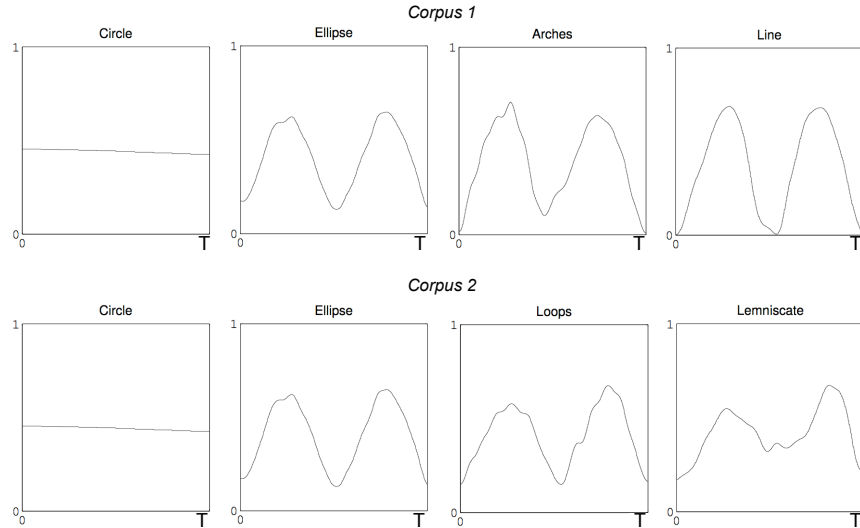 Corpus 1
Circle Ellipse Arches Line
1 1 1 1
0 0 0 0
0 T 0 T 0 T 0 T
Corpus 2
Circle Ellipse Loops Lemniscate
1 1 1 1
0 0 0 0
0 T 0 T 0 T 0 T